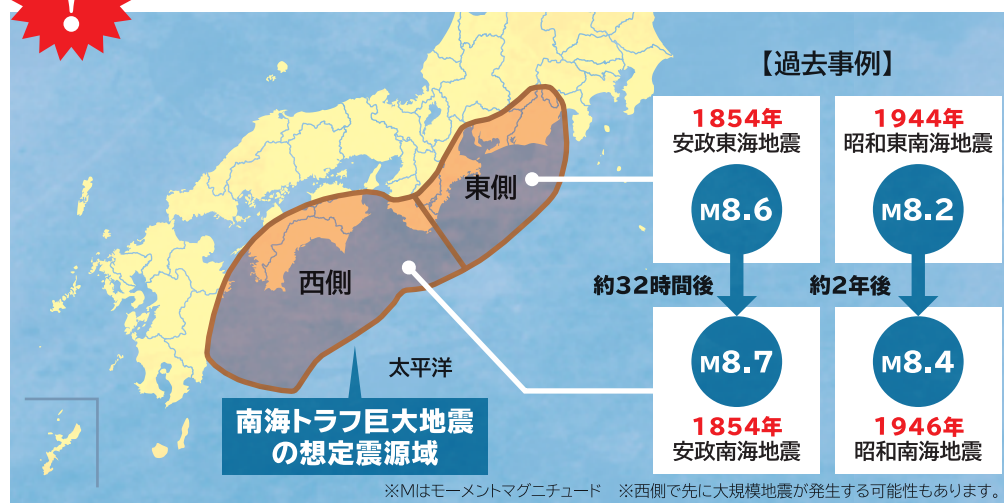 !
【過去事例】
1854年
安政東海地震
M8.6
約32時間後
M8.7
1854年
安政南海地震
1944年
昭和東南海地震
M8.2
約2年後
M8.4
1946年
昭和南海地震
東側
西側
太平洋
南海トラフ巨大地震
の想定震源域
※Mはモーメントマグニチュード ※西側で先に大規模地震が発生する可能性もあります。